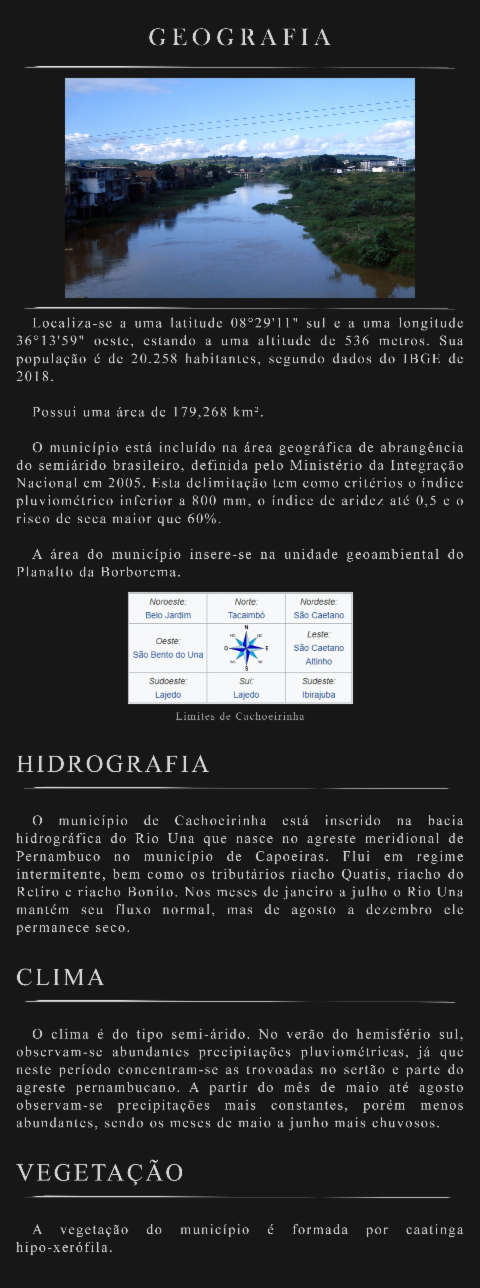 GEOGRAFIA
Localiza-se a uma latitude 08°29'11" sul e a uma longitude
36°13'59" oeste, estando a uma altitude de 536 metros. Sua
população é de 20.258 habitantes, segundo dados do IBGE de
2018.
Possui uma área de 179,268 km².
O município está incluído na área geográfica de abrangência
do semiárido brasileiro, definida pelo Ministério da Integração
Nacional em 2005. Esta delimitação tem como critérios o índice
pluviométrico inferior a 800 mm, o índice de aridez até 0,5 e o
risco de seca maior que 60%.
A área do município insere-se na unidade geoambiental do
Planalto da Borborema.
Noroeste: Norte: Nordeste:
Belo Jardim Tacaimbó São Caetano
Oeste:
São Bento do Una
N
NO NE
O E
SO SE
S
Leste:
São Caetano
Altinho
Sudoeste: Sul: Sudeste:
Lajedo Lajedo Ibirajuba
Limites de Cachoeirinha
HIDROGRAFIA
O município de Cachoeirinha está inserido na bacia
hidrográfica do Rio Una que nasce no agreste meridional de
Pernambuco no município de Capoeiras. Flui em regime
intermitente, bem como os tributários riacho Quatis, riacho do
Retiro e riacho Bonito. Nos meses de janeiro a julho o Rio Una
mantém seu fluxo normal, mas de agosto a dezembro ele
permanece seco.
CLIMA
O clima é do tipo semi-árido. No verão do hemisfério sul,
observam-se abundantes precipitações pluviométricas, já que
neste período concentram-se as trovoadas no sertão e parte do
agreste pernambucano. A partir do mês de maio até agosto
observam-se precipitações mais constantes, porém menos
abundantes, sendo os meses de maio a junho mais chuvosos.
VEGETAÇÃO
A vegetação do município é formada por caatinga
hipo-xerófila.